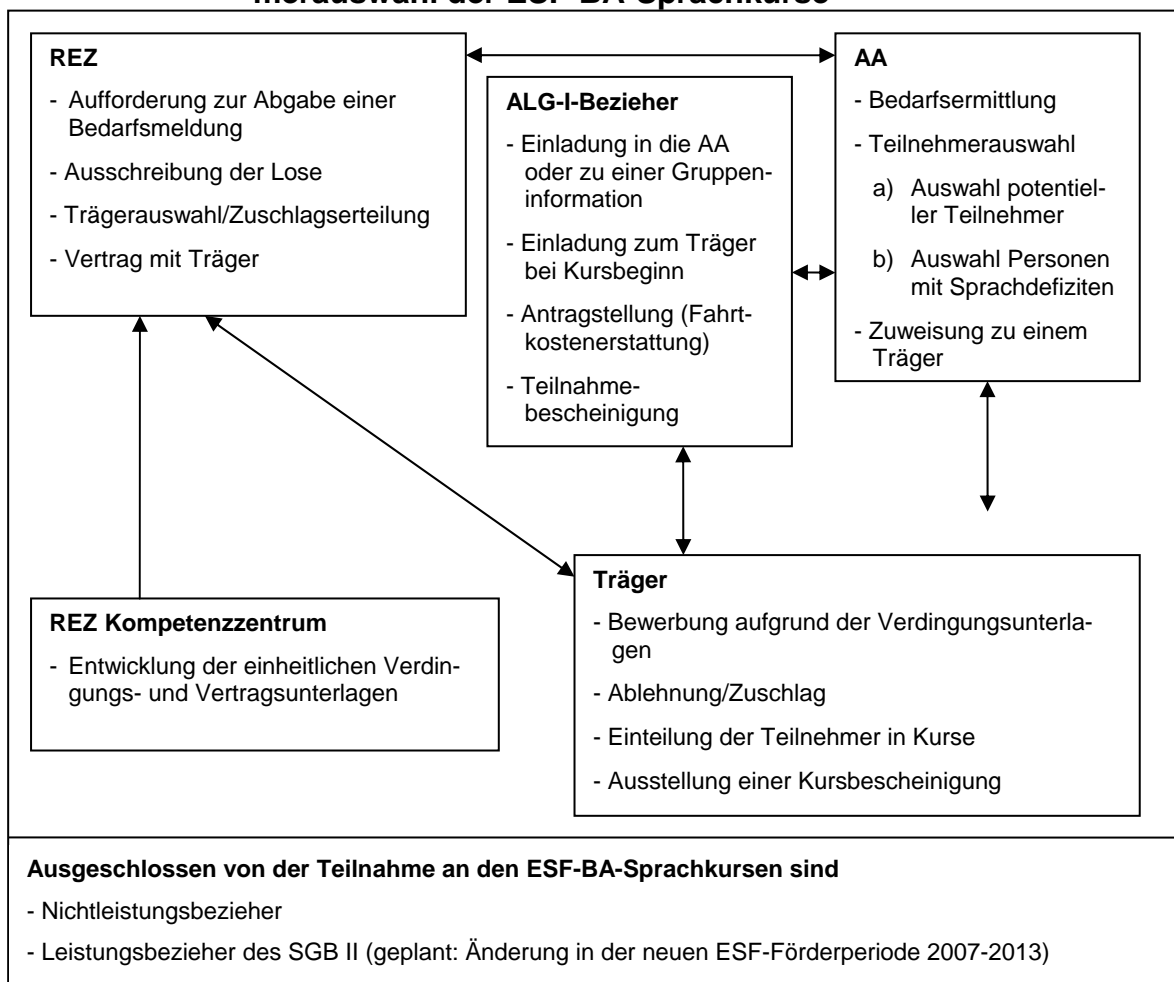 REZ
- Aufforderung zur Abgabe einer
Bedarfsmeldung
- Ausschreibung der Lose
- Trägerauswahl/Zuschlagserteilung
- Vertrag mit Träger
ALG-I-Bezieher
- Einladung in die AA
oder zu einer Gruppen-
information
- Einladung zum Träger
bei Kursbeginn
- Antragstellung (Fahrt-
kostenerstattung)
- Teilnahme-
bescheinigung
AA
- Bedarfsermittlung
- Teilnehmerauswahl
a) Auswahl potentiel-
ler Teilnehmer
b) Auswahl Personen
mit Sprachdefiziten
- Zuweisung zu einem
Träger
REZ Kompetenzzentrum
- Entwicklung der einheitlichen Verdin-
gungs- und Vertragsunterlagen
Träger
- Bewerbung aufgrund der Verdingungsunterla-
gen
- Ablehnung/Zuschlag
- Einteilung der Teilnehmer in Kurse
- Ausstellung einer Kursbescheinigung
Ausgeschlossen von der Teilnahme an den ESF-BA-Sprachkursen sind
- Nichtleistungsbezieher
- Leistungsbezieher des SGB II (geplant: Änderung in der neuen ESF-Förderperiode 2007-2013)